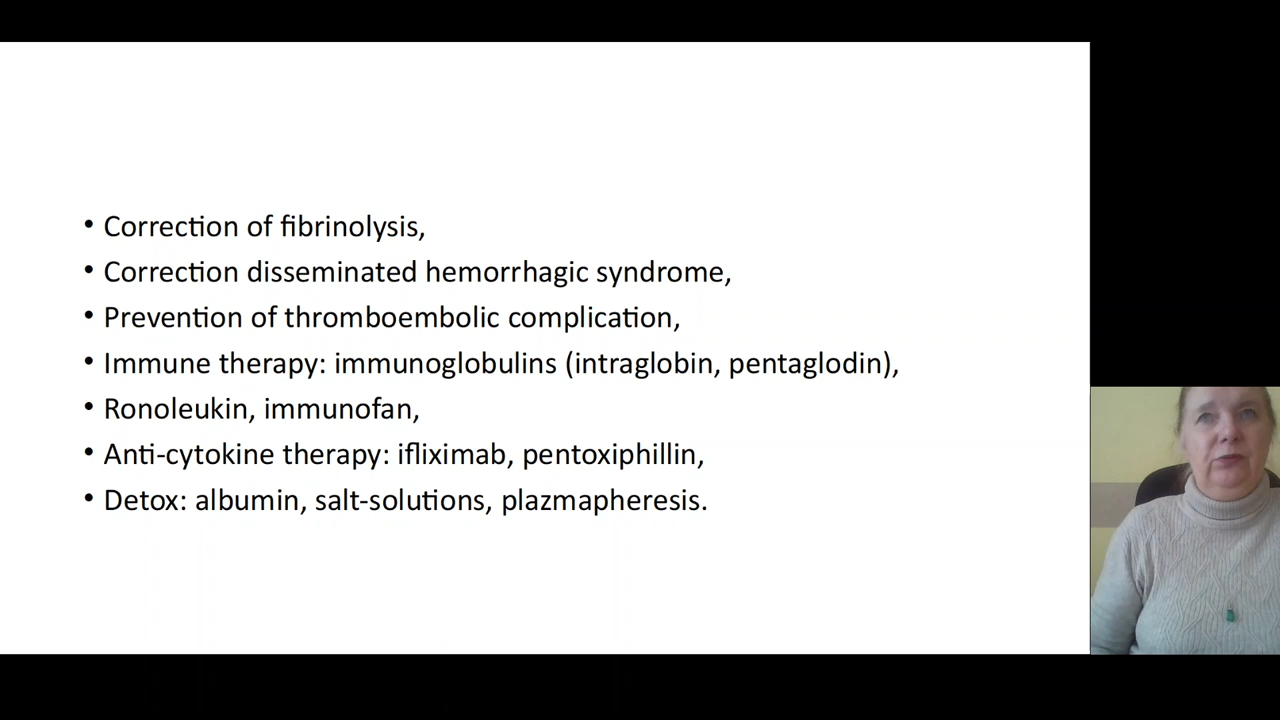 • Correction of fibrinolysis,
• Correction disseminated hemorrhagic syndrome,
• Prevention of thromboembolic complication,
• Immune therapy: immunoglobulins (intraglobin, pentaglodin),
• Ronoleukin, immunofan,
• Anti-cytokine therapy: ifliximab, pentoxiphillin,
• Detox: albumin, salt-solutions, plazmapheresis.